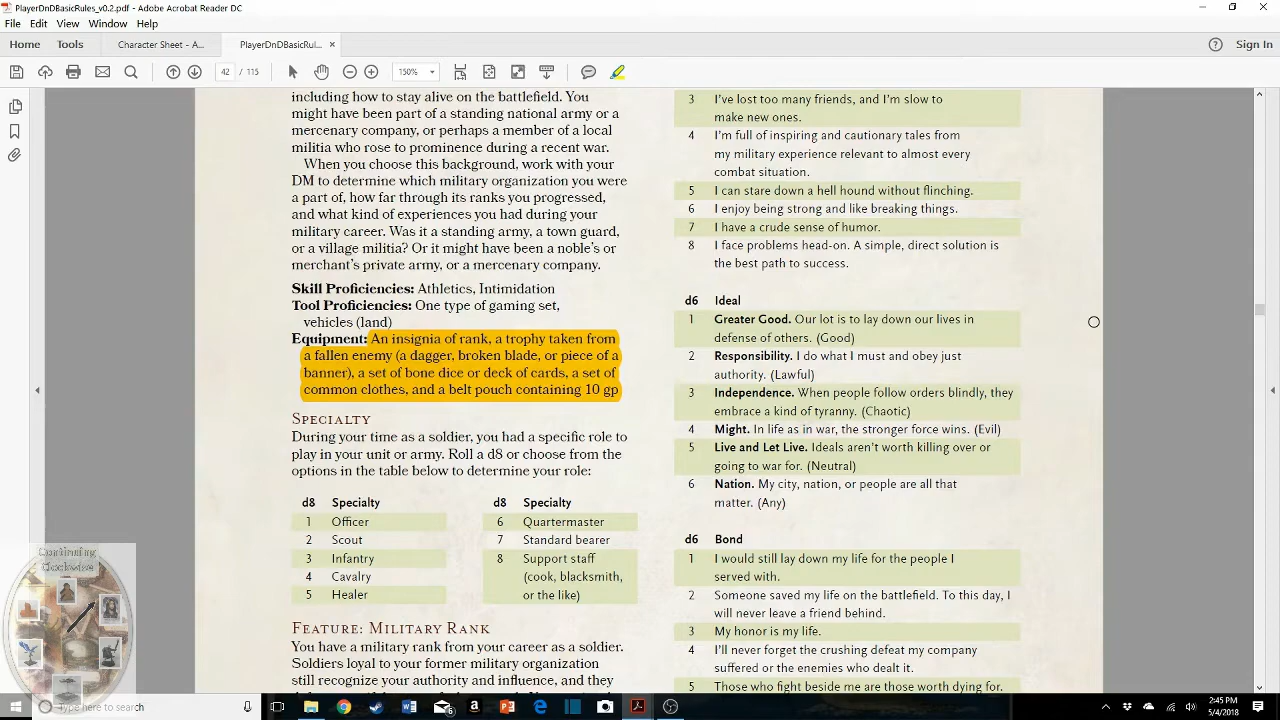 PlayerDnDBasicRules_v0.2.pdf - Adobe Acrobat Reader DC
File Edit View Window Help
Home Tools Character Sheet - A... PlayerDnDBasicRul... × Sign In
42 / 115 150%
including how to stay alive on the battlefield. You
might have been part of a standing national army or a
mercenary company, or perhaps a member of a local
militia who rose to prominence during a recent war.
When you choose this background, work with your
DM to determine which military organization you were
a part of, how far through its ranks you progressed,
and what kind of experiences you had during your
military career. Was it a standing army, a town guard,
or a village militia? Or it might have been a noble's or
merchant's private army, or a mercenary company.
Skill Proficiencies: Athletics, Intimidation
Tool Proficiencies: One type of gaming set,
vehicles (land)
Equipment: An insignia of rank, a trophy taken from
a fallen enemy (a dagger, broken blade, or piece of a
banner), a set of bone dice or deck of cards, a set of
common clothes, and a belt pouch containing 10 gp
Specialty
During your time as a soldier, you had a specific role to
play in your unit or army. Roll a d8 or choose from the
options in the table below to determine your role:
d8 Specialty
1 Officer
2 Scout
3 Infantry
4 Cavalry
5 Healer
d8 Specialty
6 Quartermaster
7 Standard bearer
8 Support staff
(cook, blacksmith,
or the like)
Feature: Military Rank
You have a military rank from your career as a soldier.
Soldiers loyal to your former military organization
still recognize your authority and influence, and they
3 I've lost too many friends, and I'm slow to
make new ones.
4 I'm full of inspiring and cautionary tales from
my military experience relevant to almost every
combat situation.
5 I can stare down a hell hound without flinching.
6 I enjoy being strong and like breaking things.
7 I have a crude sense of humor.
8 I face problems head-on. A simple, direct solution is
the best path to success.
d6 Ideal
1 Greater Good. Our lot is to lay down our lives in
defense of others. (Good)
2 Responsibility. I do what I must and obey just
authority. (Lawful)
3 Independence. When people follow orders blindly, they
embrace a kind of tyranny. (Chaotic)
4 Might. In life as in war, the stronger force wins. (Evil)
5 Live and Let Live. Ideals aren't worth killing over or
going to war for. (Neutral)
6 Nation. My city, nation, or people are all that
matter. (Any)
d6 Bond
1 I would still lay down my life for the people I
served with.
2 Someone saved my life on the battlefield. To this day, I
will never leave a friend behind.
3 My honor is my life.
4 I'll never forget the crushing defeat my company
suffered or the enemies who dealt it.
5 Those who fight beside me are those worth dying for.
Continuing
Clockwise
Type here to search
2:45 PM
5/4/2018